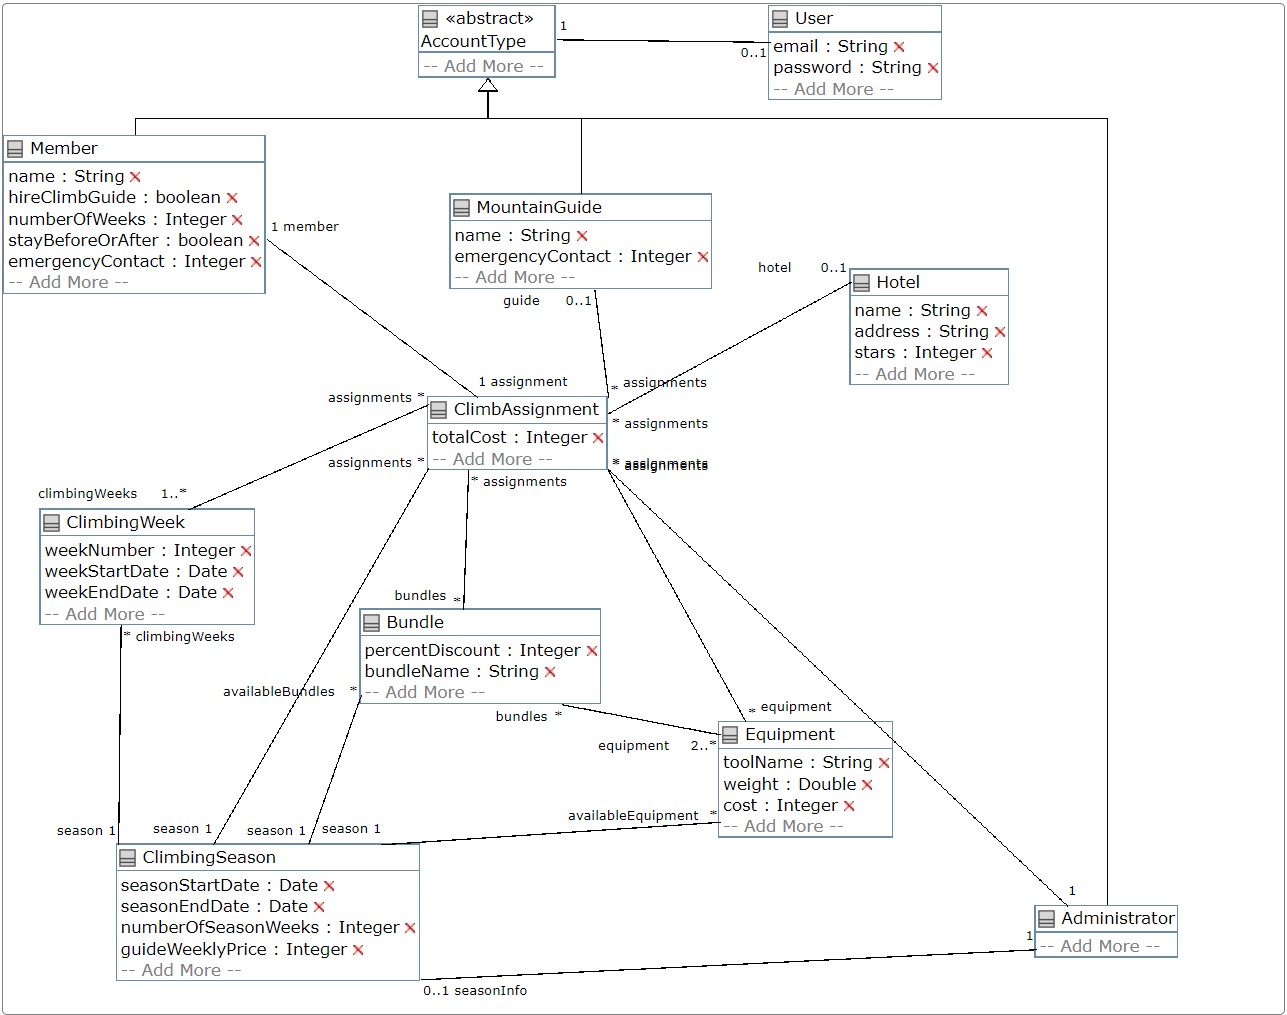 «abstract»
AccountType
-- Add More --
1
0..1
User
email : String
password : String
-- Add More --
Member
name : String
hireClimbGuide : boolean
numberOfWeeks : Integer
stayBeforeOrAfter : boolean
emergencyContact : Integer
-- Add More --
1 member
MountainGuide
name : String
emergencyContact : Integer
-- Add More --
guide 0..1
hotel 0..1
Hotel
name : String
address : String
stars : Integer
-- Add More --
1 assignment
* assignments
assignments *
* assignments
ClimbAssignment
totalCost : Integer
-- Add More --
assignments *
* assignments
* assignments
* assignments
climbingWeeks 1..*
ClimbingWeek
weekNumber : Integer
weekStartDate : Date
weekEndDate : Date
-- Add More --
* climbingWeeks
bundles *
Bundle
percentDiscount : Integer
bundleName : String
-- Add More --
availableBundles *
bundles *
* equipment
equipment 2..*
Equipment
toolName : String
weight : Double
cost : Integer
-- Add More --
availableEquipment *
season 1
season 1
season 1
season 1
ClimbingSeason
seasonStartDate : Date
seasonEndDate : Date
numberOfSeasonWeeks : Integer
guideWeeklyPrice : Integer
-- Add More --
0..1 seasonInfo
1
1
Administrator
-- Add More --